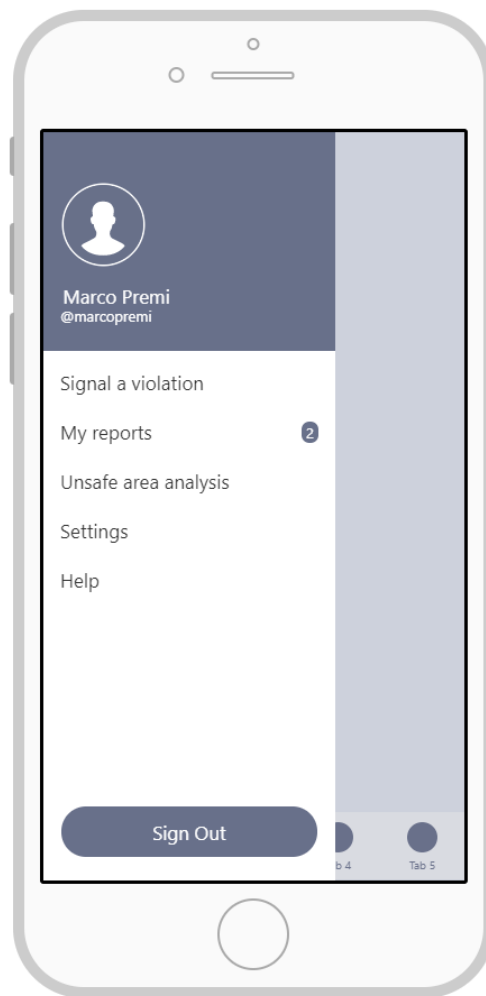 Marco Premi
@marcopremi
Signal a violation
My reports 2
Unsafe area analysis
Settings
Help
Sign Out
b 4 Tab 5